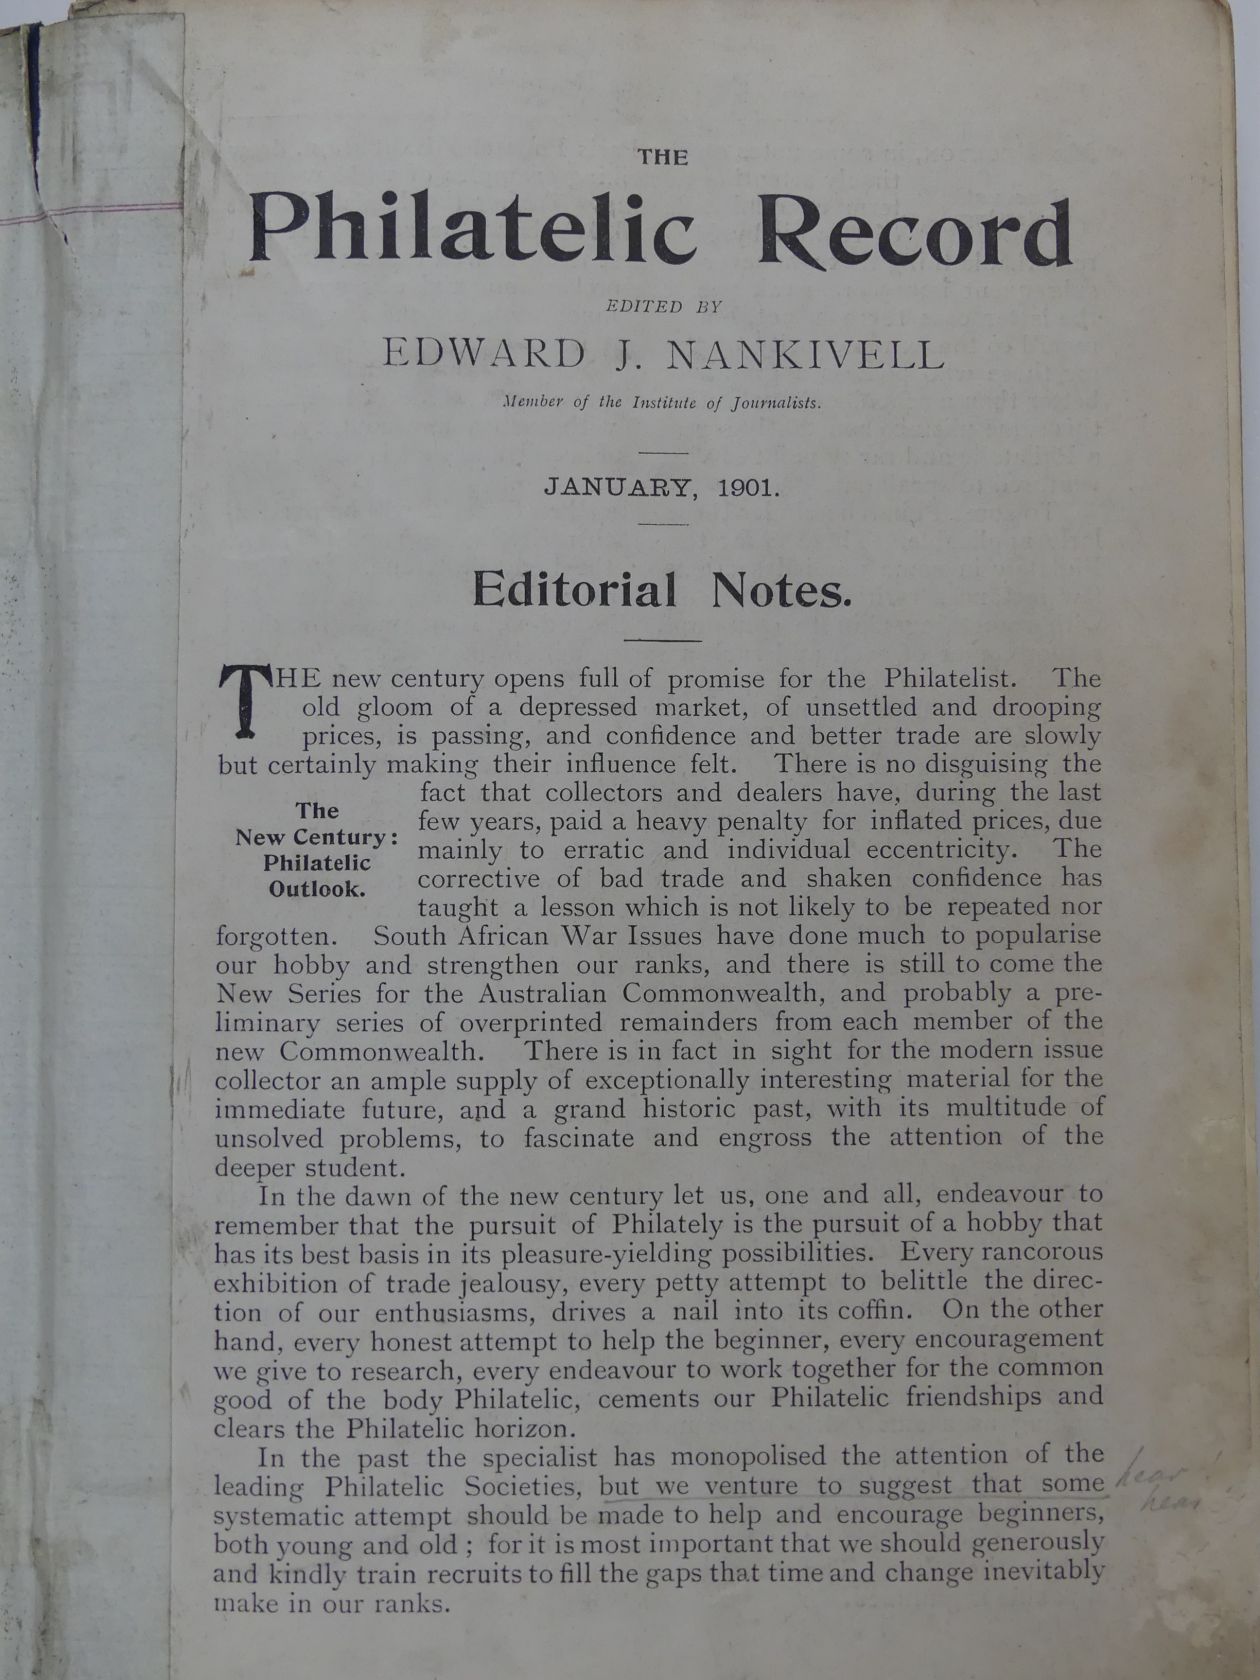 THE
Philatelic Record
EDITED BY
EDWARD J. NANKIVELL
Member of the Institute of Journalists.
JANUARY, 1901.
Editorial Notes.
THE new century opens full of promise for the Philatelist. The
old gloom of a depressed market, of unsettled and drooping
prices, is passing, and confidence and better trade are slowly
but certainly making their influence felt. There is no disguising the
The
New Century:
Philatelic
Outlook.
fact that collectors and dealers have, during the last
few years, paid a heavy penalty for inflated prices, due
mainly to erratic and individual eccentricity. The
corrective of bad trade and shaken confidence has
taught a lesson which is not likely to be repeated nor
forgotten. South African War Issues have done much to popularise
our hobby and strengthen our ranks, and there is still to come the
New Series for the Australian Commonwealth, and probably a pre-
liminary series of overprinted remainders from each member of the
new Commonwealth. There is in fact in sight for the modern issue
collector an ample supply of exceptionally interesting material for the
immediate future, and a grand historic past, with its multitude of
unsolved problems, to fascinate and engross the attention of the
deeper student.
In the dawn of the new century let us, one and all, endeavour to
remember that the pursuit of Philately is the pursuit of a hobby that
has its best basis in its pleasure-yielding possibilities. Every rancorous
exhibition of trade jealousy, every petty attempt to belittle the direc-
tion of our enthusiasms, drives a nail into its coffin. On the other
hand, every honest attempt to help the beginner, every encouragement
we give to research, every endeavour to work together for the common
good of the body Philatelic, cements our Philatelic friendships and
clears the Philatelic horizon.
In the past the specialist has monopolised the attention of the
leading Philatelic Societies, but we venture to suggest that some
systematic attempt should be made to help and encourage beginners,
both young and old ; for it is most important that we should generously
and kindly train recruits to fill the gaps that time and change inevitably
make in our ranks.
hear !
hear